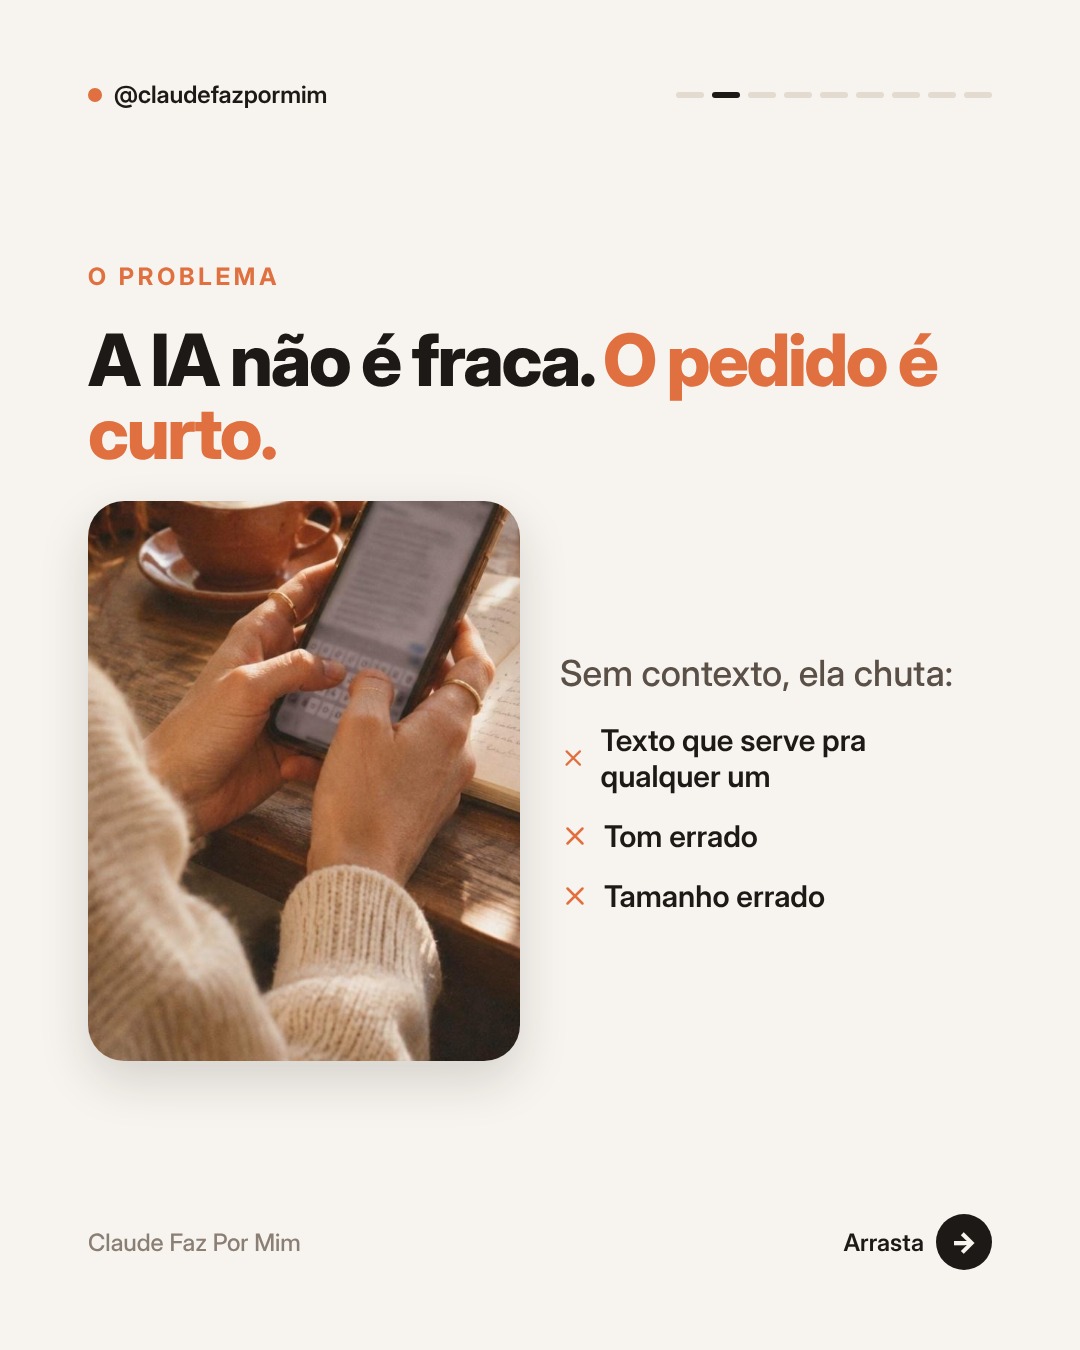 @claudefazpormim
O PROBLEMA
A IA não é fraca. O pedido é
curto.
Sem contexto, ela chuta:
Texto que serve pra
qualquer um
Tom errado
Tamanho errado
Claude Faz Por Mim
Arrasta